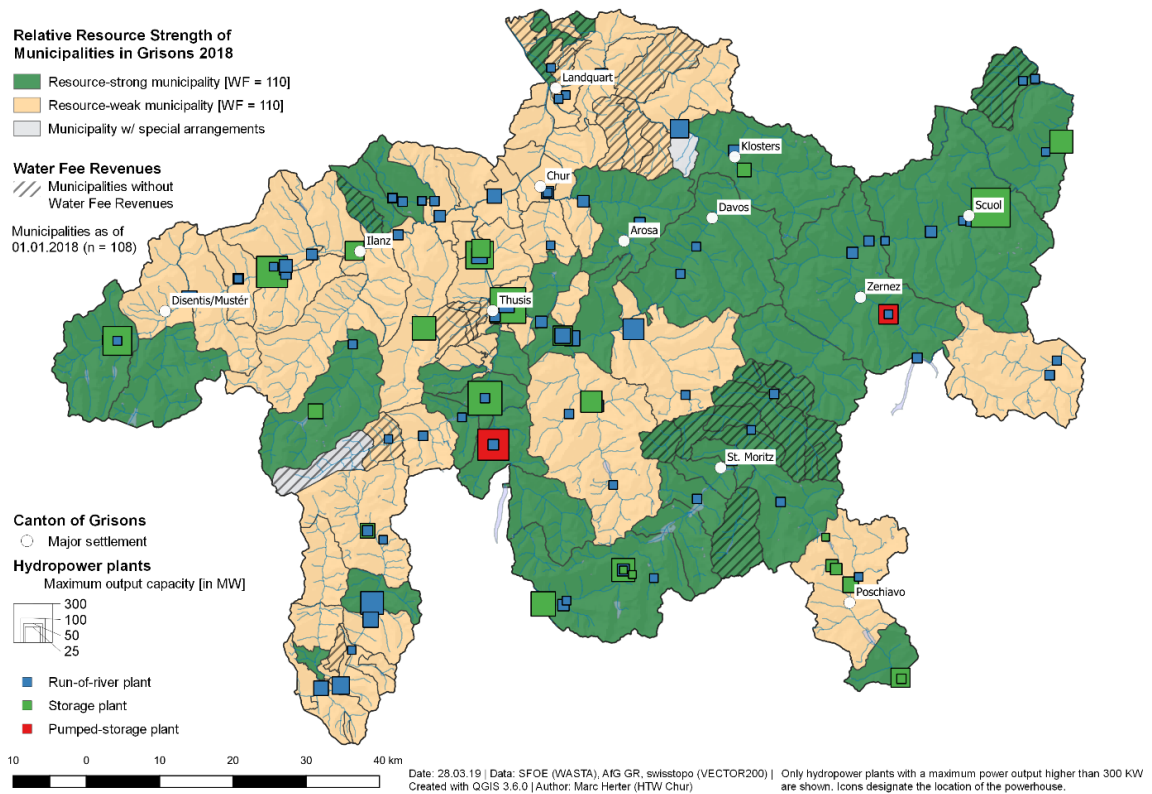 Relative Resource Strength of
Municipalities in Grisons 2018
Resource-strong municipality [WF = 110]
Resource-weak municipality [WF = 110]
Municipality w/ special arrangements
Water Fee Revenues
Municipalities without
Water Fee Revenues
Municipalities as of
01.01.2018 (n = 108)
Landquart
Klosters
Chur
Davos
Scuol
Arosa
Ilanz
Zernez
Disentis/Mustér
Thusis
St. Moritz
Poschiavo
Canton of Grisons
Major settlement
Hydropower plants
Maximum output capacity [in MW]
300
100
50
25
Run-of-river plant
Storage plant
Pumped-storage plant
10 0 10 20 30 40 km
Date: 28.03.19 | Data: SFOE (WASTA), AfG GR, swisstopo (VECTOR200) | Only hydropower plants with a maximum power output higher than 300 KW
Created with QGIS 3.6.0 | Author: Marc Herter (HTW Chur) are shown. Icons designate the location of the powerhouse.